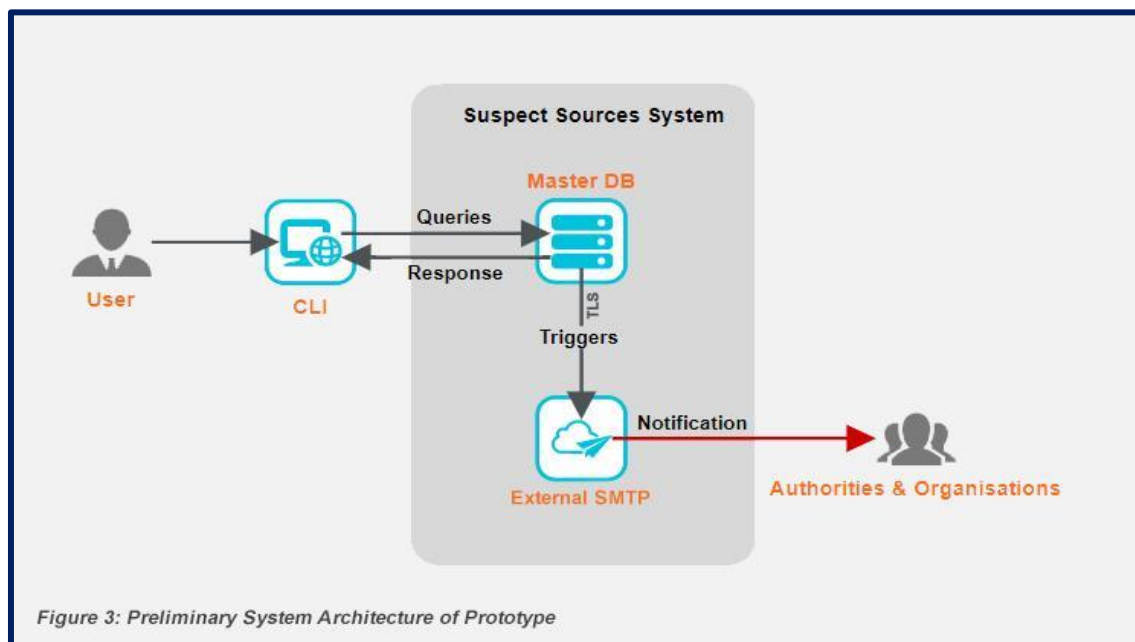 Suspect Sources System
Master DB
Queries
Response
User
CLI
TLS
Triggers
Notification
External SMTP
Authorities & Organisations
Figure 3: Preliminary System Architecture of Prototype